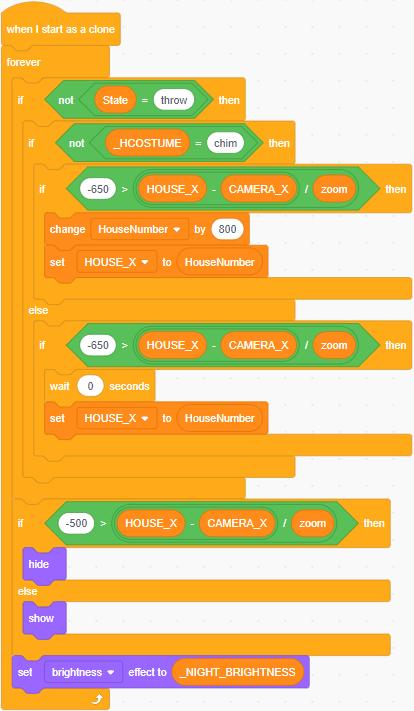 when I start as a clone
forever
if not State = throw then
if not _HCOSTUME = chim then
if -650 > HOUSE_X - CAMERA_X / zoom then
change HouseNumber by 800
set HOUSE_X to HouseNumber
else
if -650 > HOUSE_X - CAMERA_X / zoom then
wait 0 seconds
set HOUSE_X to HouseNumber
if -500 > HOUSE_X - CAMERA_X / zoom then
hide
else
show
set brightness effect to _NIGHT_BRIGHTNESS